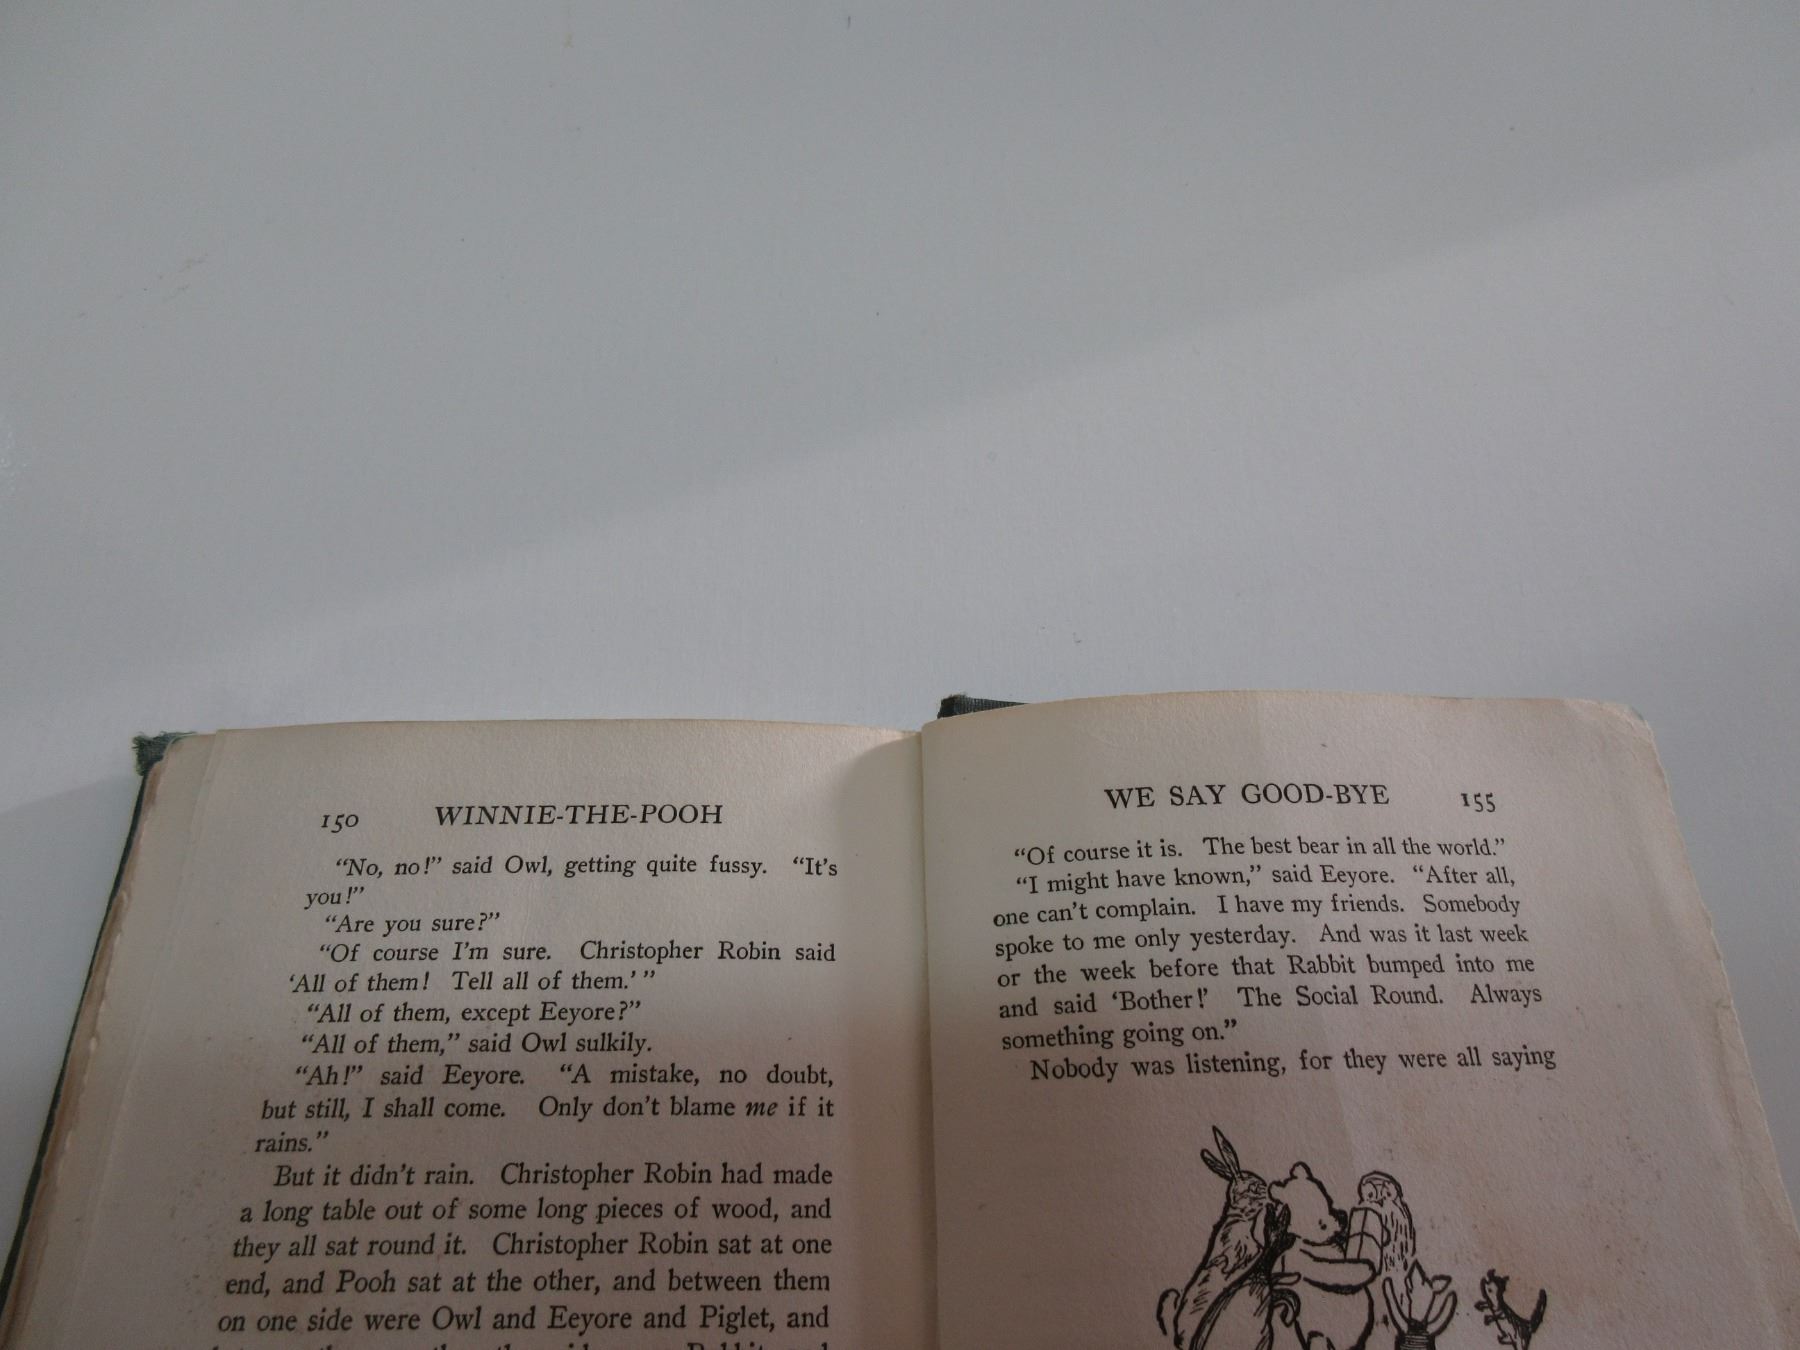 150 WINNIE-THE-POOH
“No, no!” said Owl, getting quite fussy. “It's
you!”
“Are you sure?”
“Of course I'm sure. Christopher Robin said
‘All of them! Tell all of them.’ ”
“All of them, except Eeyore?”
“All of them,” said Owl sulkily.
“Ah!” said Eeyore. “A mistake, no doubt,
but still, I shall come. Only don't blame me if it
rains.”
But it didn't rain. Christopher Robin had made
a long table out of some long pieces of wood, and
they all sat round it. Christopher Robin sat at one
end, and Pooh sat at the other, and between them
on one side were Owl and Eeyore and Piglet, and
WE SAY GOOD-BYE 155
“Of course it is. The best bear in all the world.”
“I might have known,” said Eeyore. “After all,
one can't complain. I have my friends. Somebody
spoke to me only yesterday. And was it last week
or the week before that Rabbit bumped into me
and said ‘Bother!’ The Social Round. Always
something going on.”
Nobody was listening, for they were all saying